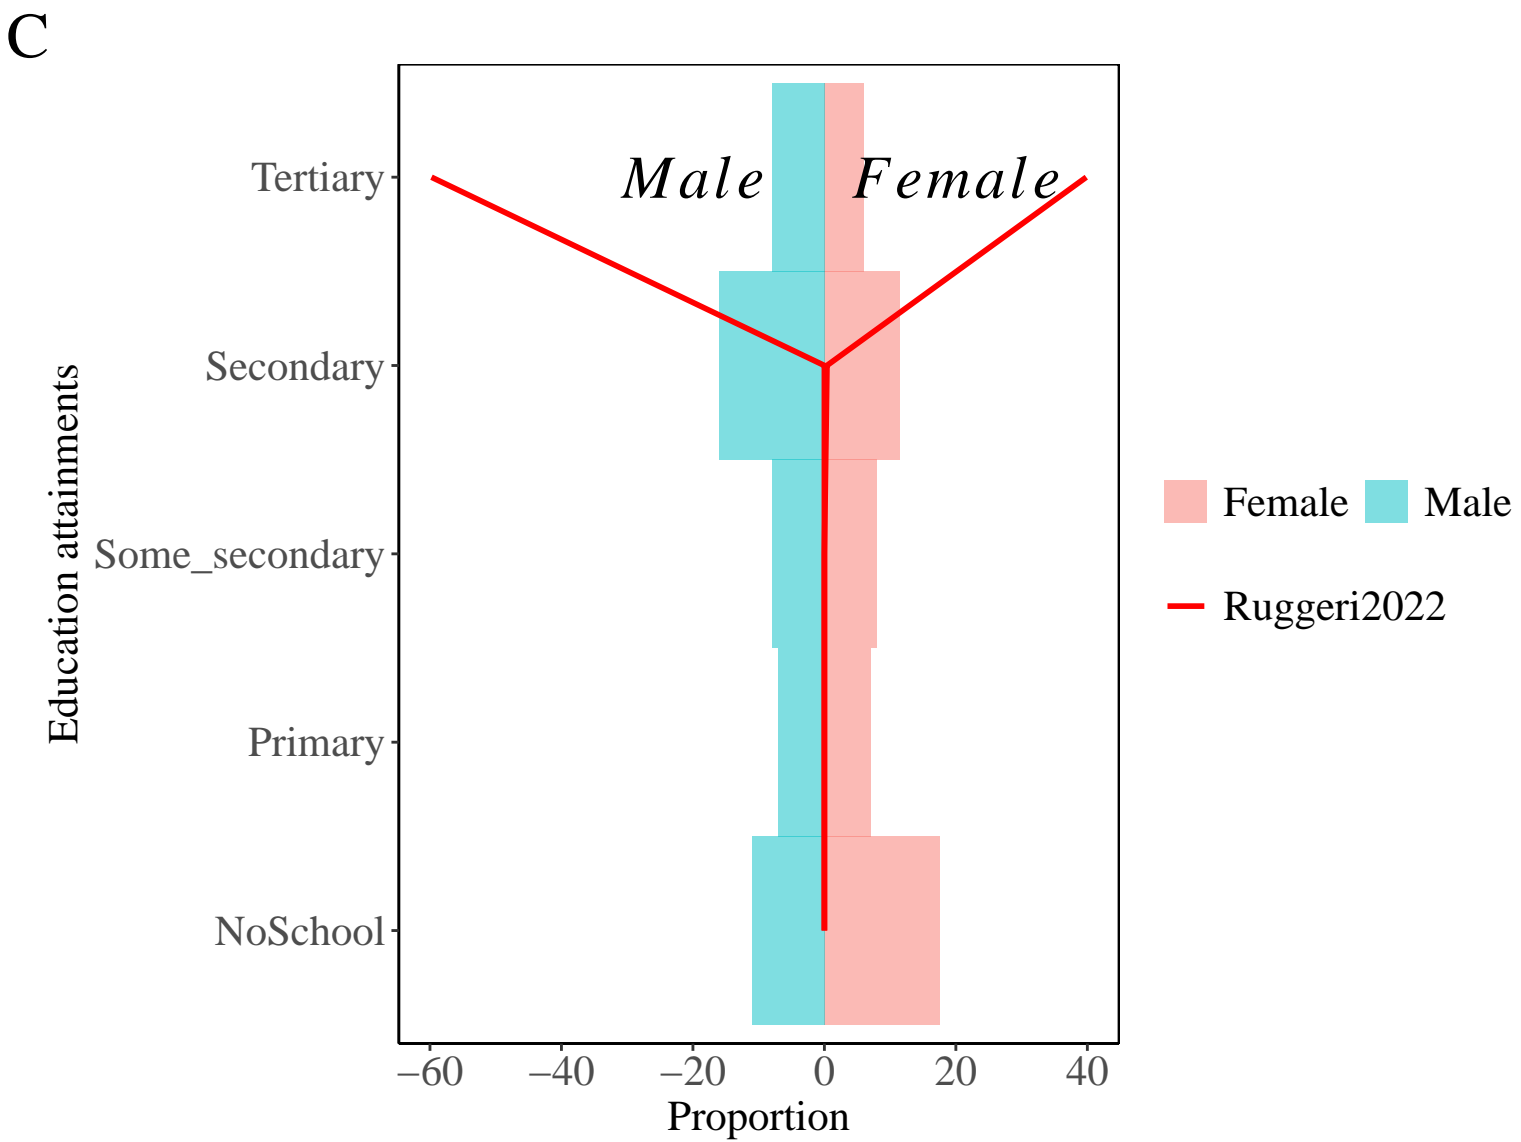 C
Male Female
Tertiary
Secondary
Some_secondary
Primary
NoSchool
Education attainments
−60 −40 −20 0 20 40
Proportion
Female Male
Ruggeri2022